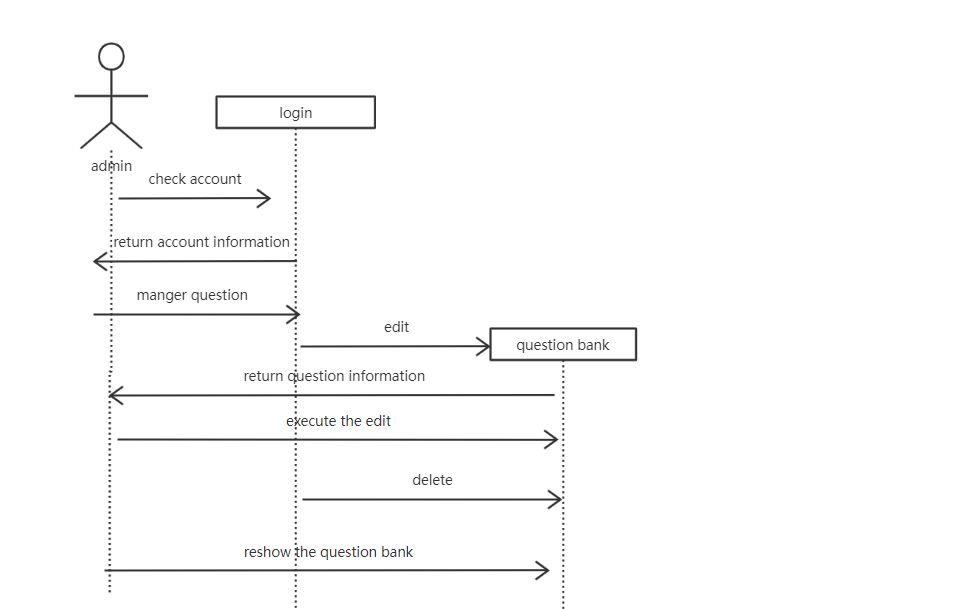 login
admin
check account
return account information
manger question
edit
question bank
return question information
execute the edit
delete
reshow the question bank